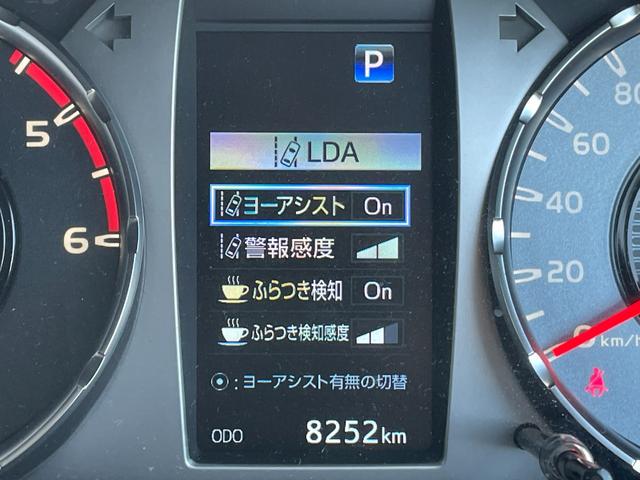 P
LDA
ヨーアシスト On
警報感度
ふらつき検知 On
ふらつき検知感度
:ヨーアシスト有無の切替
ODO 8252km
5
6
80
60
40
20
0 km/h